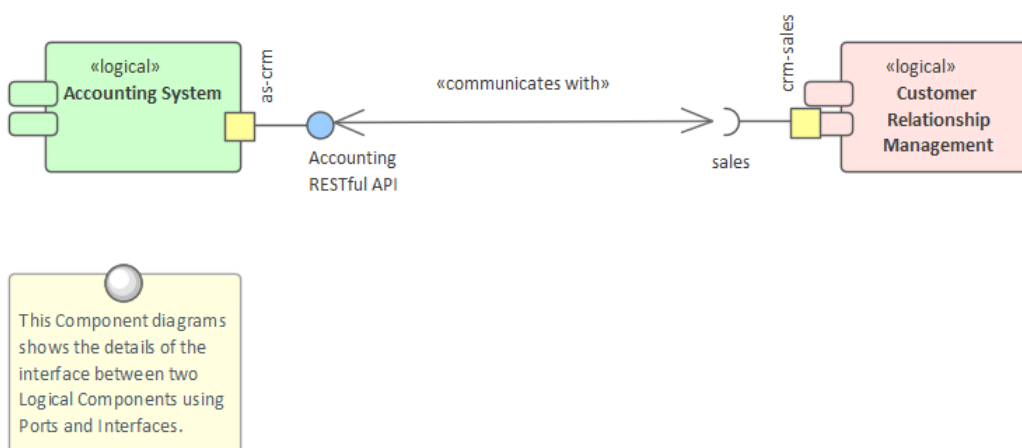 «logical»
Accounting System
as-crm
Accounting
RESTful API
«communicates with»
sales
crm-sales
«logical»
Customer
Relationship
Management
This Component diagrams
shows the details of the
interface between two
Logical Components using
Ports and Interfaces.